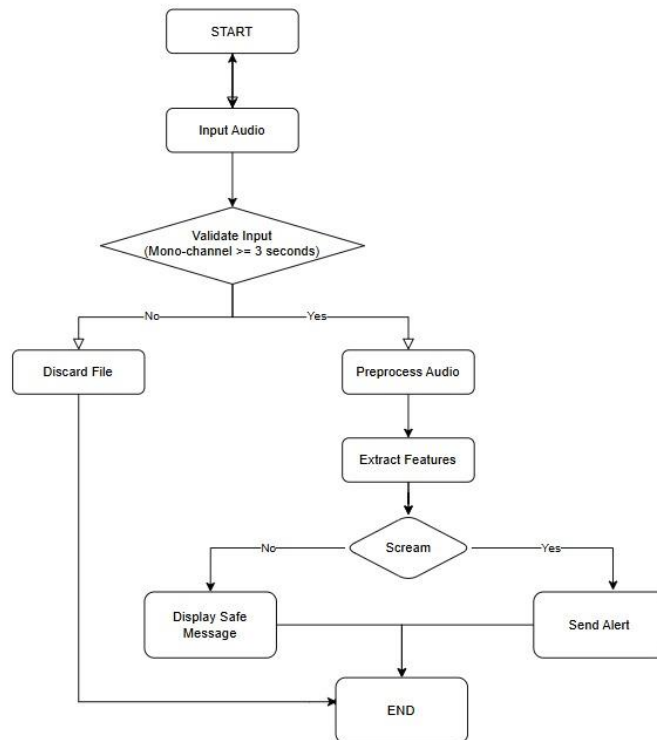 START
Input Audio
Validate Input
(Mono-channel >= 3 seconds)
No
Yes
Discard File
Preprocess Audio
Extract Features
No
Scream
Yes
Display Safe
Message
Send Alert
END